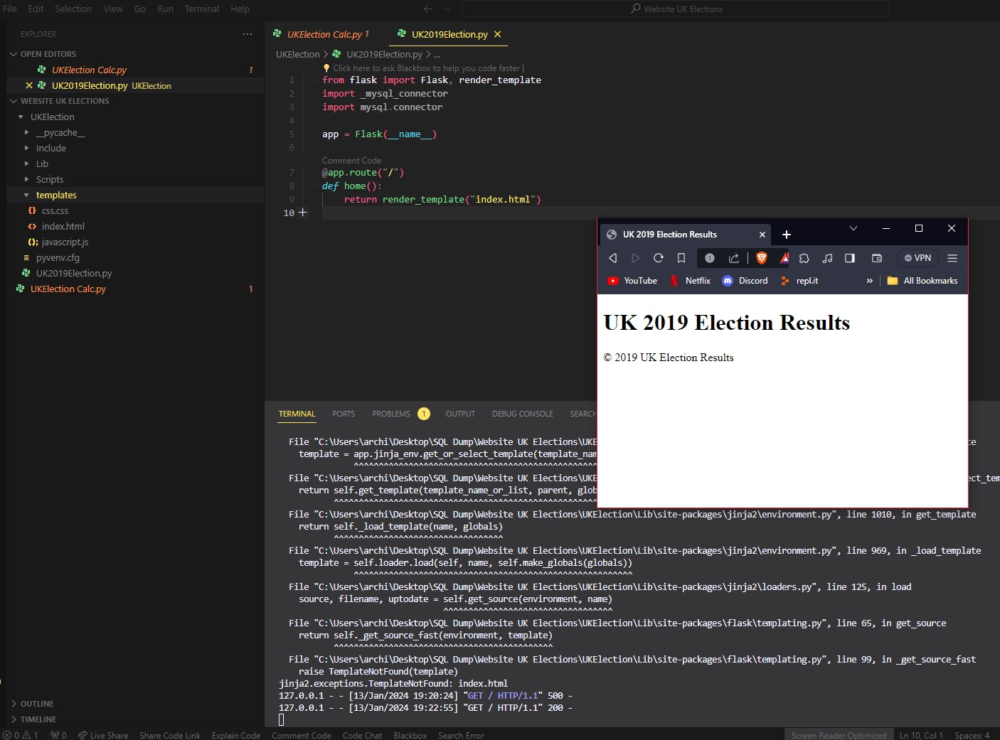 File Edit Selection View Go Run Terminal Help
Website UK Elections
EXPLORER
OPEN EDITORS
UKElection Calc.py 1
UK2019Election.py UKElection
WEBSITE UK ELECTIONS
UKElection
__pycache__
Include
Lib
Scripts
templates
css.css
index.html
javascript.js
pyvenv.cfg
UK2019Election.py
UKElection Calc.py 1
OUTLINE
TIMELINE
UKElection Calc.py 1 UK2019Election.py
UKElection > UK2019Election.py > ...
Click here to ask Blackbox to help you code faster |
1 from flask import Flask, render_template
2 import _mysql_connector
3 import mysql.connector
4
5 app = Flask(__name__)
6
Comment Code
7 @app.route("/")
8 def home():
9 return render_template("index.html")
10
UK 2019 Election Results
VPN
YouTube Netflix Discord repl.it » All Bookmarks
UK 2019 Election Results
© 2019 UK Election Results
TERMINAL PORTS PROBLEMS 1 OUTPUT DEBUG CONSOLE SEARCH
File "C:\Users\archi\Desktop\SQL Dump\Website UK Elections\UKE ce
template = app.jinja_env.get_or_select_template(template_nam
^^^^^^^^^^^^^^^^^^^^^^^^^^^^^^^^^^^^^^^^^^^^^^^^^
File "C:\Users\archi\Desktop\SQL Dump\Website UK Elections\UKE ect_tem
return self.get_template(template_name_or_list, parent, glob
^^^^^^^^^^^^^^^^^^^^^^^^^^^^^^^^^^^^^^^^^^^^^^^^^^^^^
File "C:\Users\archi\Desktop\SQL Dump\Website UK Elections\UKElection\Lib\site-packages\jinja2\environment.py", line 1010, in get_template
return self._load_template(name, globals)
^^^^^^^^^^^^^^^^^^^^^^^^^^^^^^^^^^
File "C:\Users\archi\Desktop\SQL Dump\Website UK Elections\UKElection\Lib\site-packages\jinja2\environment.py", line 969, in _load_template
template = self.loader.load(self, name, self.make_globals(globals))
^^^^^^^^^^^^^^^^^^^^^^^^^^^^^^^^^^^^^^^^^^^^^^^^^^^^^^^^
File "C:\Users\archi\Desktop\SQL Dump\Website UK Elections\UKElection\Lib\site-packages\jinja2\loaders.py", line 125, in load
source, filename, uptodate = self.get_source(environment, name)
^^^^^^^^^^^^^^^^^^^^^^^^^^^^^^^^^^
File "C:\Users\archi\Desktop\SQL Dump\Website UK Elections\UKElection\Lib\site-packages\flask\templating.py", line 65, in get_source
return self._get_source_fast(environment, template)
^^^^^^^^^^^^^^^^^^^^^^^^^^^^^^^^^^^^^^^^^^^^
File "C:\Users\archi\Desktop\SQL Dump\Website UK Elections\UKElection\Lib\site-packages\flask\templating.py", line 99, in _get_source_fast
raise TemplateNotFound(template)
jinja2.exceptions.TemplateNotFound: index.html
127.0.0.1 - - [13/Jan/2024 19:20:24] "GET / HTTP/1.1" 500 -
127.0.0.1 - - [13/Jan/2024 19:22:55] "GET / HTTP/1.1" 200 -
0 1 0 Live Share Share Code Link Explain Code Comment Code Code Chat Blackbox Search Error Screen Reader Optimized Ln 10, Col 1 Spaces: 4